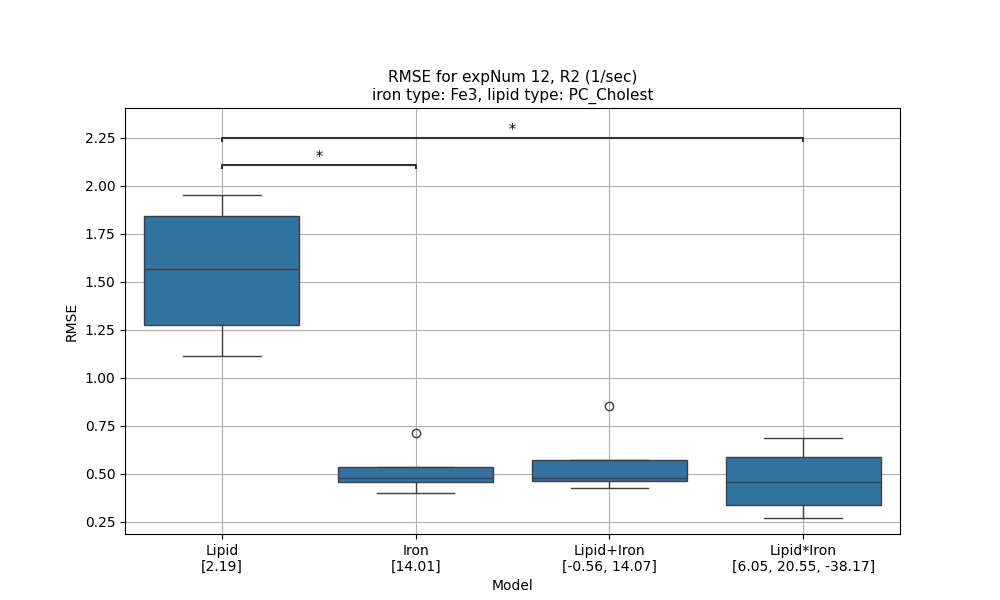 RMSE for expNum 12, R2 (1/sec)
iron type: Fe3, lipid type: PC_Cholest
*
*
2.25
2.00
1.75
1.50
1.25
1.00
0.75
0.50
0.25
RMSE
Lipid
[2.19]
Iron
[14.01]
Lipid+Iron
[-0.56, 14.07]
Lipid*Iron
[6.05, 20.55, -38.17]
Model